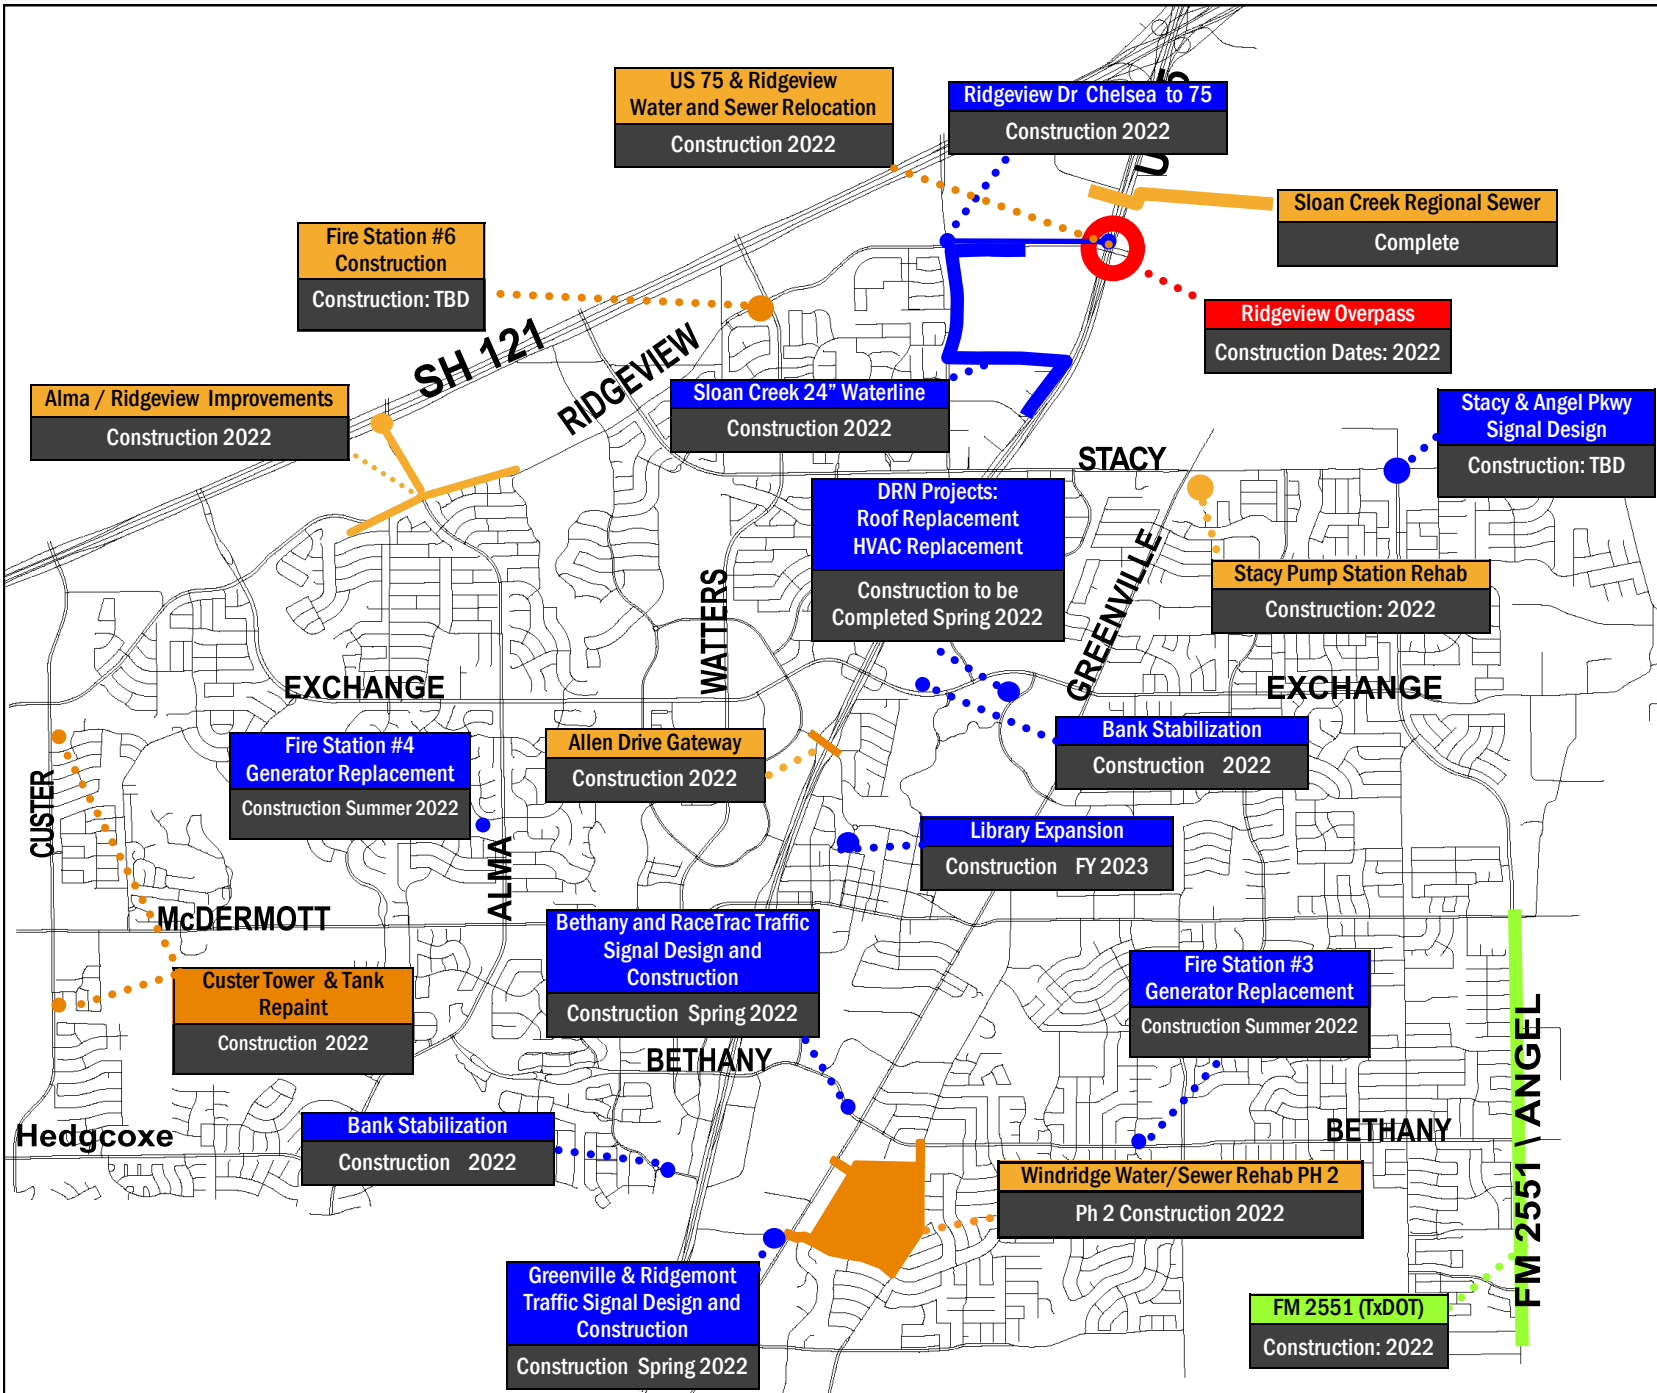 US 75 & Ridgeview
Water and Sewer Relocation
Construction 2022
Ridgeview Dr Chelsea to 75
Construction 2022
Sloan Creek Regional Sewer
Complete
Fire Station #6
Construction
Construction: TBD
Ridgeview Overpass
Construction Dates: 2022
SH 121
RIDGEVIEW
Alma / Ridgeview Improvements
Construction 2022
Sloan Creek 24” Waterline
Construction 2022
Stacy & Angel Pkwy
Signal Design
Construction: TBD
STACY
DRN Projects:
Roof Replacement
HVAC Replacement
Construction to be
Completed Spring 2022
GREENVILLE
Stacy Pump Station Rehab
Construction: 2022
WATTERS
EXCHANGE
EXCHANGE
Bank Stabilization
Construction 2022
Fire Station #4
Generator Replacement
Construction Summer 2022
Allen Drive Gateway
Construction 2022
CUSTER
ALMA
Library Expansion
Construction FY 2023
McDERMOTT
Bethany and RaceTrac Traffic
Signal Design and
Construction
Construction Spring 2022
Custer Tower & Tank
Repaint
Construction 2022
Fire Station #3
Generator Replacement
Construction Summer 2022
BETHANY
Hedgcoxe
Bank Stabilization
Construction 2022
BETHANY
FM 2551 \ ANGEL
Windridge Water/Sewer Rehab PH 2
Ph 2 Construction 2022
Greenville & Ridgemont
Traffic Signal Design and
Construction
Construction Spring 2022
FM 2551 (TxDOT)
Construction: 2022